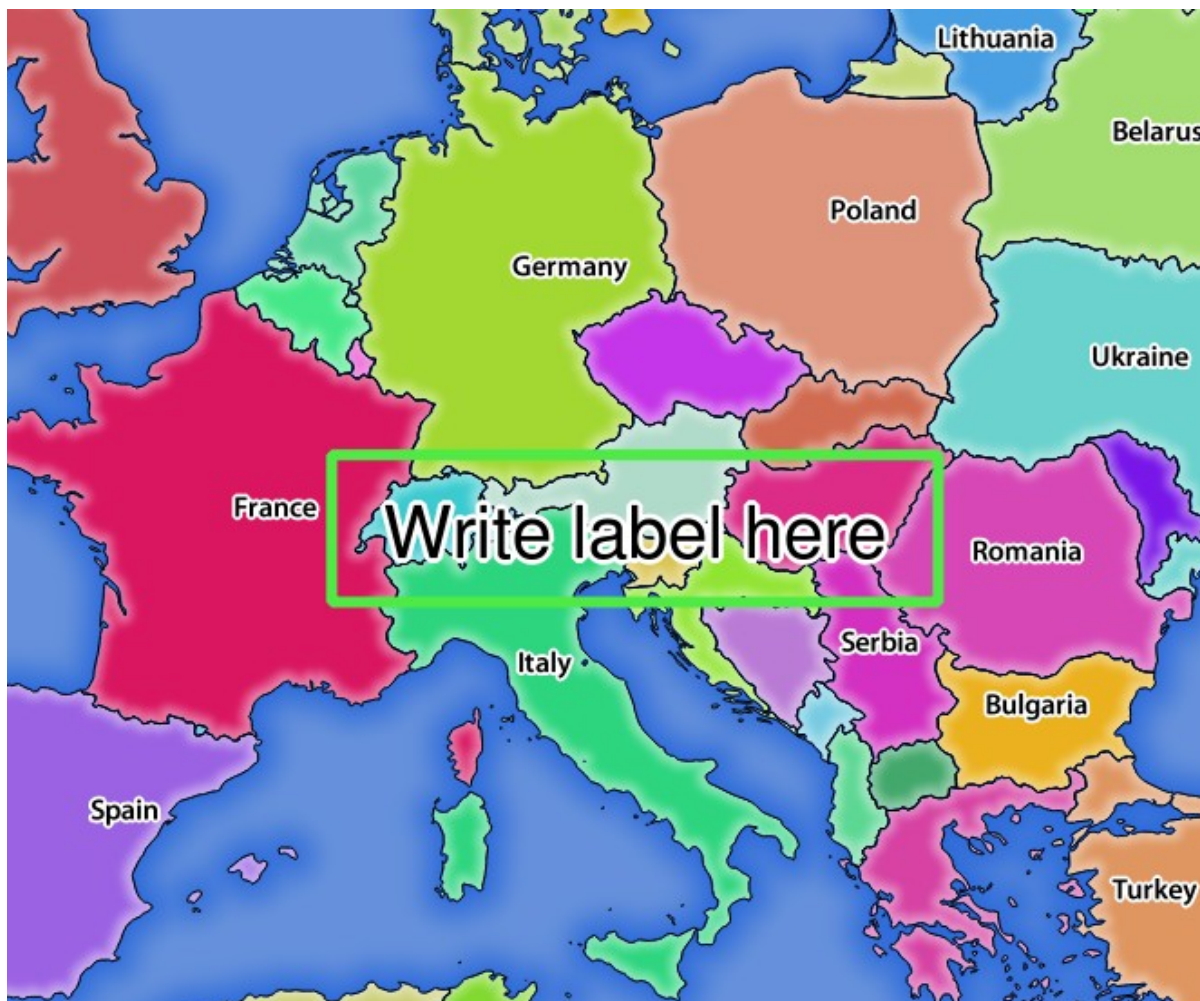 Lithuania
Belarus
Poland
Germany
Ukraine
France
Write label here
Romania
Serbia
Italy
Bulgaria
Spain
Turkey